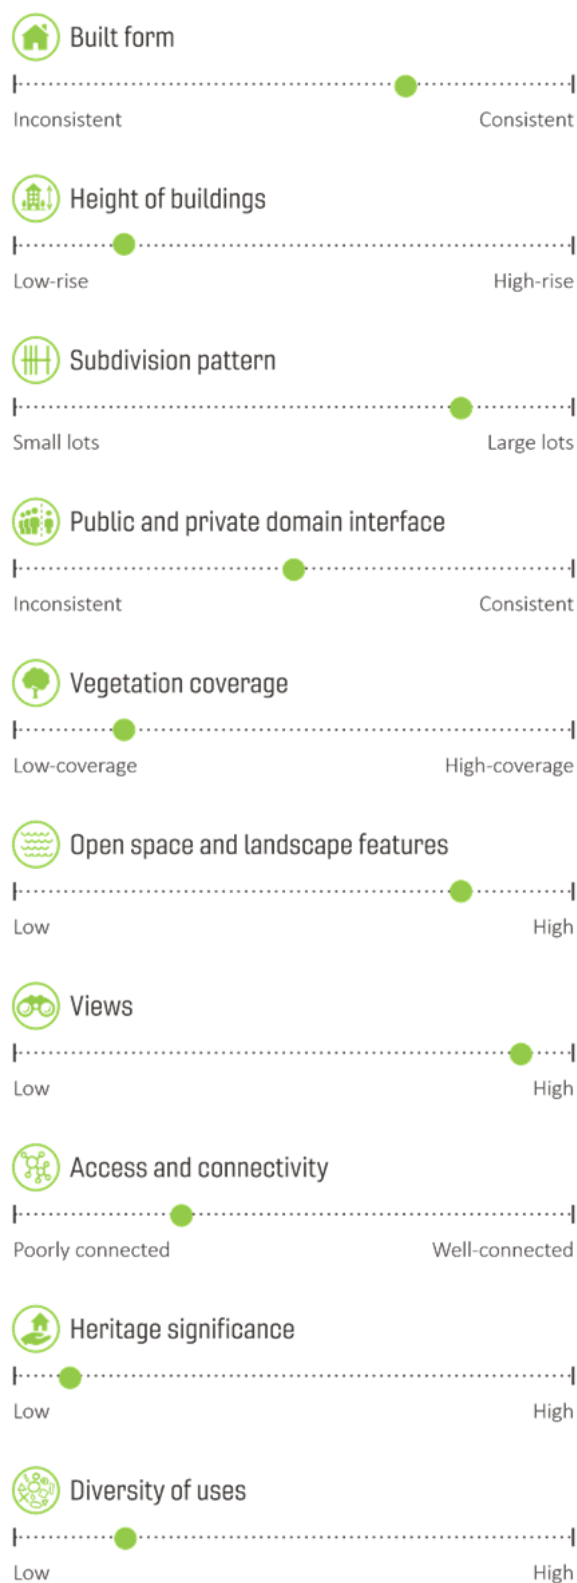 Built form
Inconsistent Consistent
Height of buildings
Low-rise High-rise
Subdivision pattern
Small lots Large lots
Public and private domain interface
Inconsistent Consistent
Vegetation coverage
Low-coverage High-coverage
Open space and landscape features
Low High
Views
Low High
Access and connectivity
Poorly connected Well-connected
Heritage significance
Low High
Diversity of uses
Low High